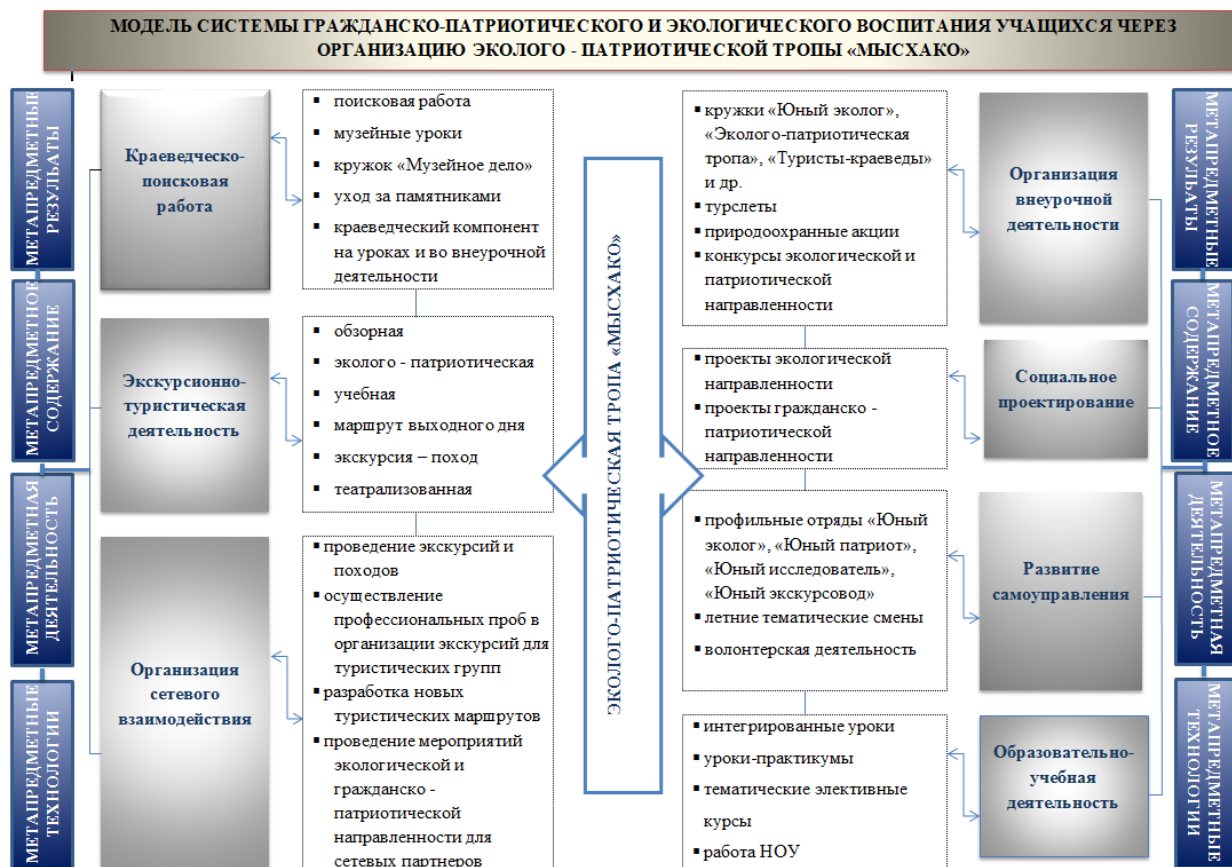 МОДЕЛЬ СИСТЕМЫ ГРАЖДАНСКО-ПАТРИОТИЧЕСКОГО И ЭКОЛОГИЧЕСКОГО ВОСПИТАНИЯ УЧАЩИХСЯ ЧЕРЕЗ
ОРГАНИЗАЦИЮ ЭКОЛОГО - ПАТРИОТИЧЕСКОЙ ТРОПЫ «МЫСХАКО»
МЕТАПРЕДМЕТНЫЕ
РЕЗУЛЬАТЫ
МЕТАПРЕДМЕТНОЕ
СОДЕРЖАНИЕ
МЕТАПРЕДМЕТНАЯ
ДЕЯТЕЛЬНОСТЬ
МЕТАПРЕДМЕТНЫЕ
ТЕХНОЛОГИИ
Краеведческо-
поисковая
работа
▪ поисковая работа
▪ музейные уроки
▪ кружок «Музейное дело»
▪ уход за памятниками
▪ краеведческий компонент
на уроках и во внеурочной
деятельности
Экскурсионно-
туристическая
деятельность
▪ обзорная
▪ эколого - патриотическая
▪ учебная
▪ маршрут выходного дня
▪ экскурсия – поход
▪ театрализованная
Организация
сетевого
взаимодействия
▪ проведение экскурсий и
походов
▪ осуществление
профессиональных проб в
организации экскурсий для
туристических групп
▪ разработка новых
туристических маршрутов
▪ проведение мероприятий
экологической и
гражданско -
патриотической
направленности для
сетевых партнеров
ЭКОЛОГО-ПАТРИОТИЧЕСКАЯ ТРОПА «МЫСХАКО»
▪ кружки «Юный эколог»,
«Эколого-патриотическая
тропа», «Туристы-краеведы»
и др.
▪ турслеты
▪ природоохранные акции
▪ конкурсы экологической и
патриотической
направленности
Организация
внеурочной
деятельности
▪ проекты экологической
направленности
▪ проекты гражданско -
патриотической
направленности
Социальное
проектирование
▪ профильные отряды «Юный
эколог», «Юный патриот»,
«Юный исследователь»,
«Юный экскурсовод»
▪ летние тематические смены
▪ волонтерская деятельность
Развитие
самоуправления
▪ интегрированные уроки
▪ уроки-практикумы
▪ тематические элективные
курсы
▪ работа НОУ
Образовательно-
учебная
деятельность
МЕТАПРЕДМЕТНЫЕ
РЕЗУЛЬАТЫ
МЕТАПРЕДМЕТНОЕ
СОДЕРЖАНИЕ
МЕТАПРЕДМЕТНАЯ
ДЕЯТЕЛЬНОСТЬ
МЕТАПРЕДМЕТНЫЕ
ТЕХНОЛОГИИ